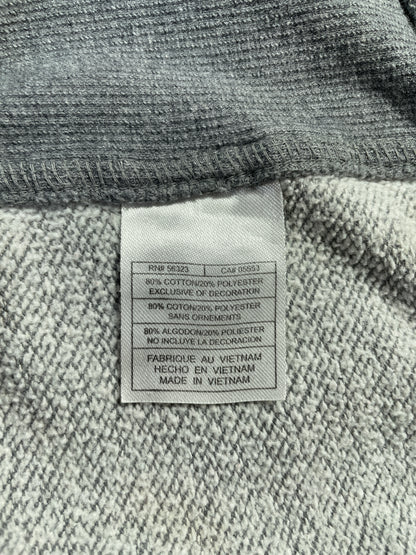 RN# 56323 CA# 05553
80% COTTON/20% POLYESTER
EXCLUSIVE OF DECORATION
80% COTON/20% POLYESTER
SANS ORNEMENTS
80% ALGODON/20% POLIESTER
NO INCLUYE LA DECORACION
FABRIQUE AU VIETNAM
HECHO EN VIETNAM
MADE IN VIETNAM